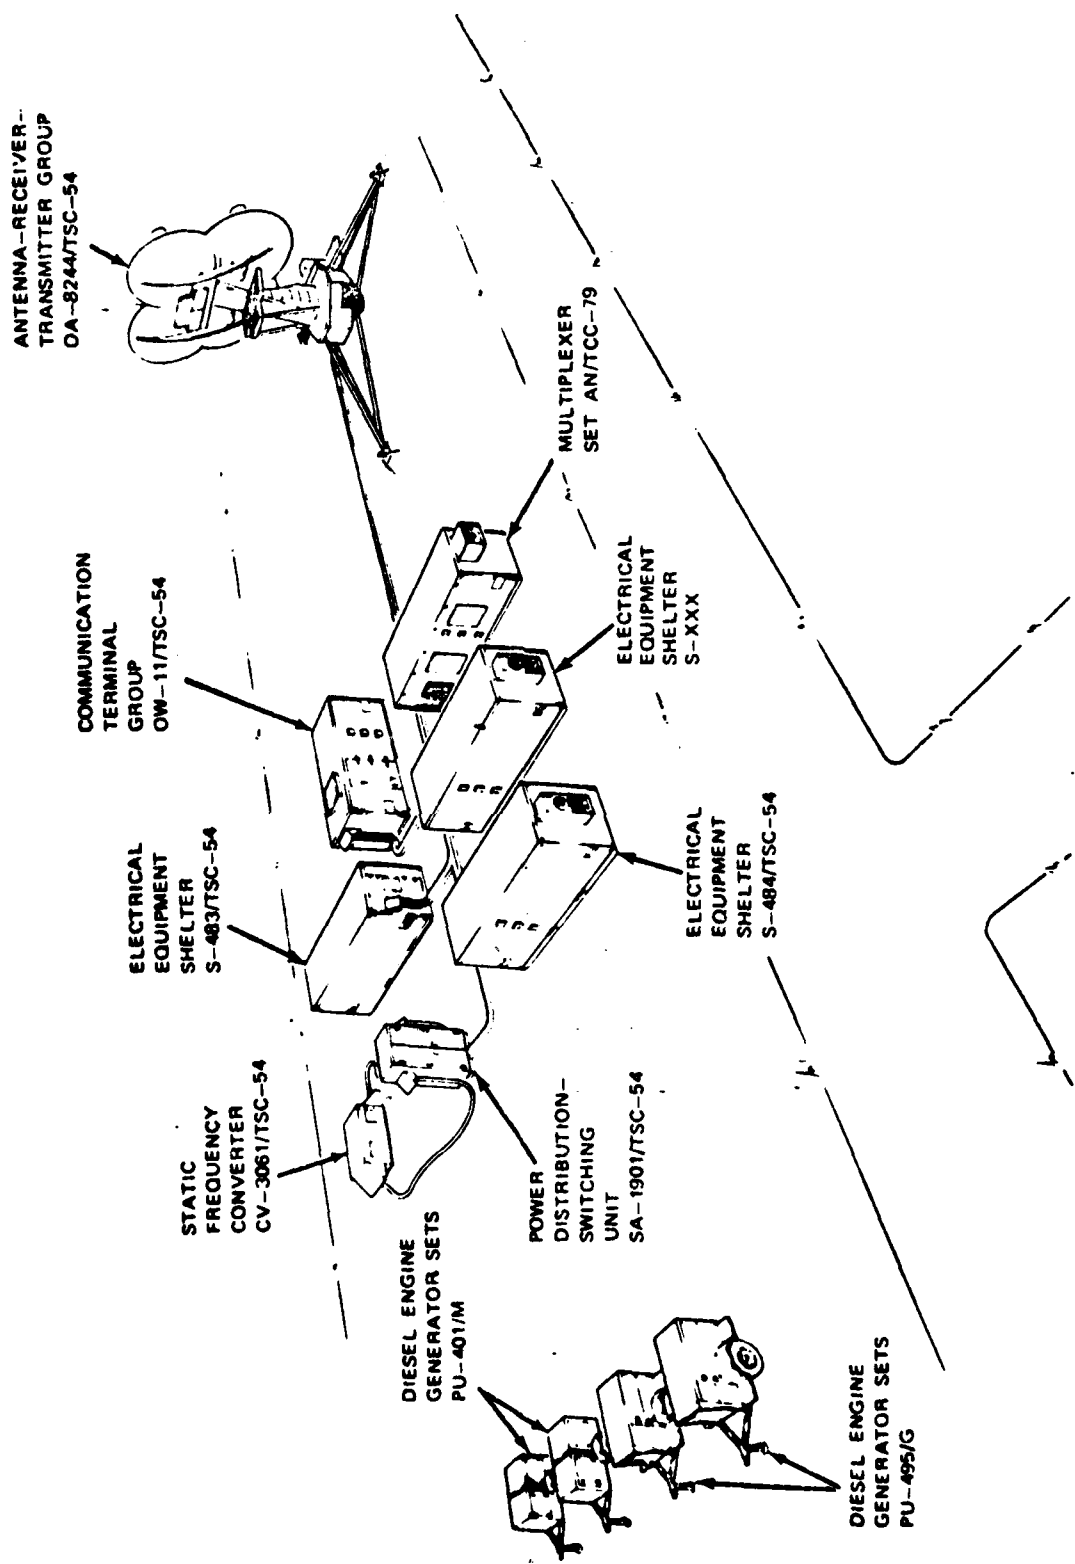 ANTENNA-RECEIVER-
TRANSMITTER GROUP
OA-8244/TSC-54
COMMUNICATION
TERMINAL
GROUP
OW-11/TSC-54
ELECTRICAL
EQUIPMENT
SHELTER
S-483/TSC-54
STATIC
FREQUENCY
CONVERTER
CV-3061/TSC-54
DIESEL ENGINE
GENERATOR SETS
PU-401/M
MULTIPLEXER
SET AN/TCC-79
ELECTRICAL
EQUIPMENT
SHELTER
S-XXX
ELECTRICAL
EQUIPMENT
SHELTER
S-484/TSC-54
POWER
DISTRIBUTION-
SWITCHING
UNIT
SA-1901/TSC-54
DIESEL ENGINE
GENERATOR SETS
PU-495/G